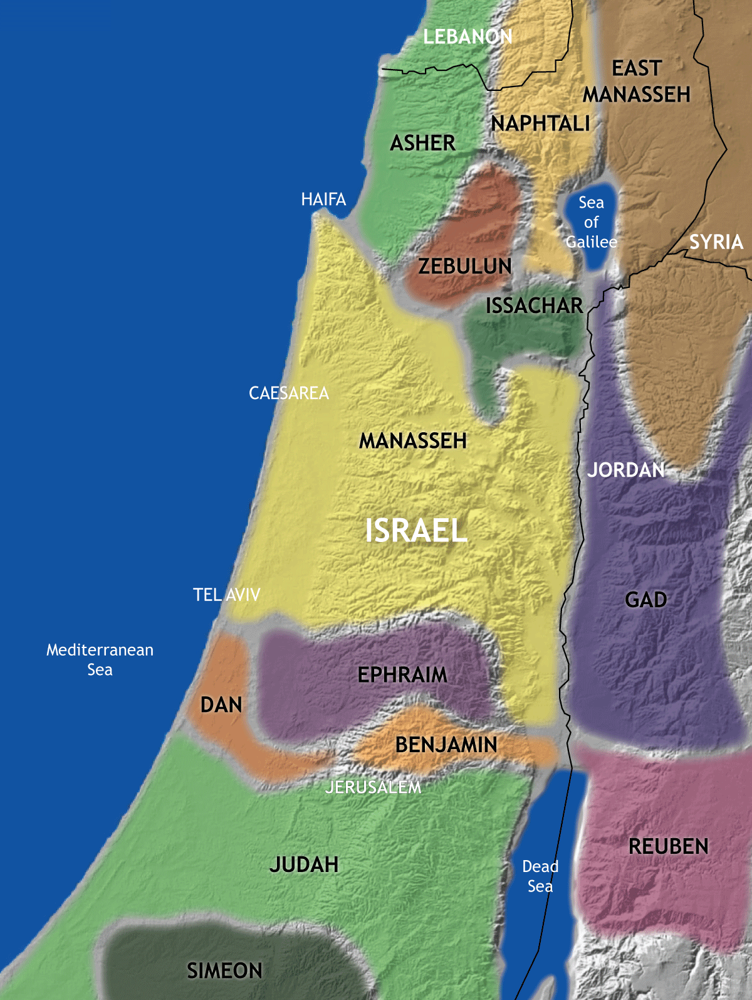 LEBANON
EAST
MANASSEH
NAPHTALI
ASHER
HAIFA
Sea
of
Galilee
SYRIA
ZEBULUN
ISSACHAR
CAESAREA
MANASSEH
JORDAN
ISRAEL
TEL AVIV
GAD
Mediterranean
Sea
EPHRAIM
DAN
BENJAMIN
JERUSALEM
REUBEN
JUDAH
Dead
Sea
SIMEON